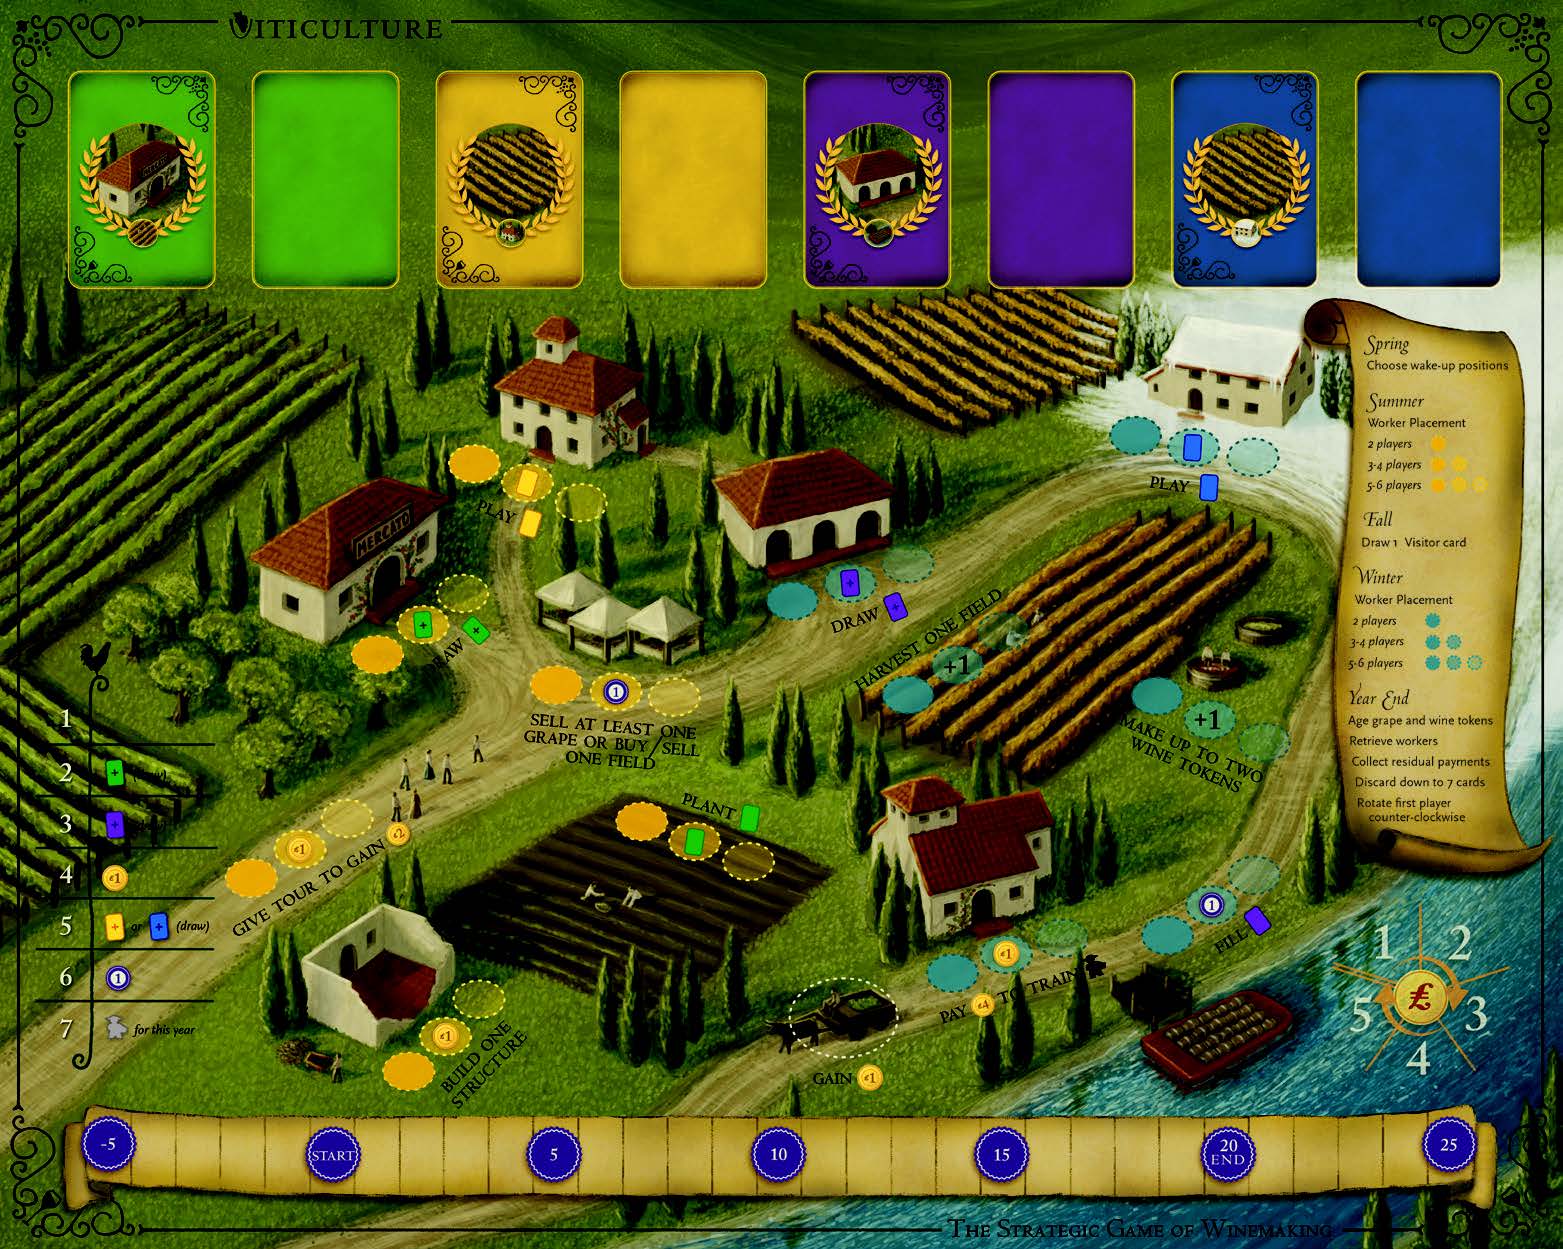 VITICULTURE
Spring
Choose wake-up positions
Summer
Worker Placement
2 players
3-4 players
5-6 players
Fall
Draw 1 Visitor card
Winter
Worker Placement
2 players
3-4 players
5-6 players
Year End
Age grape and wine tokens
Retrieve workers
Collect residual payments
Discard down to 7 cards
Rotate first player
counter-clockwise
PLAY
PLAY
MERCATO
DRAW
DRAW
HARVEST ONE FIELD
+1
1
SELL AT LEAST ONE
GRAPE OR BUY/SELL
ONE FIELD
+1
MAKE UP TO TWO
WINE TOKENS
1
2 (draw)
3
4 £1
5 or (draw)
6 1
7 for this year
£1
GIVE TOUR TO GAIN £2
PLANT
£1
BUILD ONE
STRUCTURE
£1
PAY £4 TO TRAIN
1
FILL
GAIN £1
1
2
3
4
5
£
-5
START
5
10
15
20
END
25
THE STRATEGIC GAME OF WINEMAKING